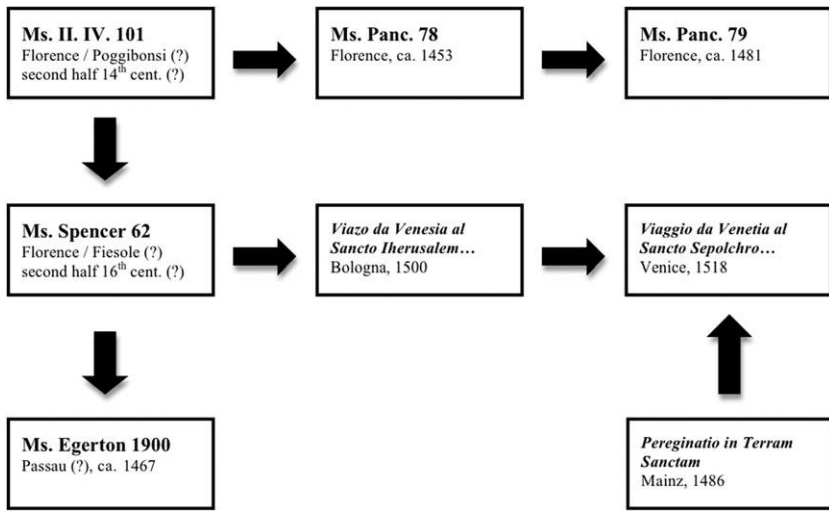 Ms. II. IV. 101
Florence / Poggibonsi (?)
second half 14th cent. (?)
Ms. Panc. 78
Florence, ca. 1453
Ms. Panc. 79
Florence, ca. 1481
Ms. Spencer 62
Florence / Fiesole (?)
second half 16th cent. (?)
Viazo da Venesia al
Sancto Iherusalem…
Bologna, 1500
Viaggio da Venetia al
Sancto Sepolchro…
Venice, 1518
Ms. Egerton 1900
Passau (?), ca. 1467
Pereginatio in Terram
Sanctam
Mainz, 1486